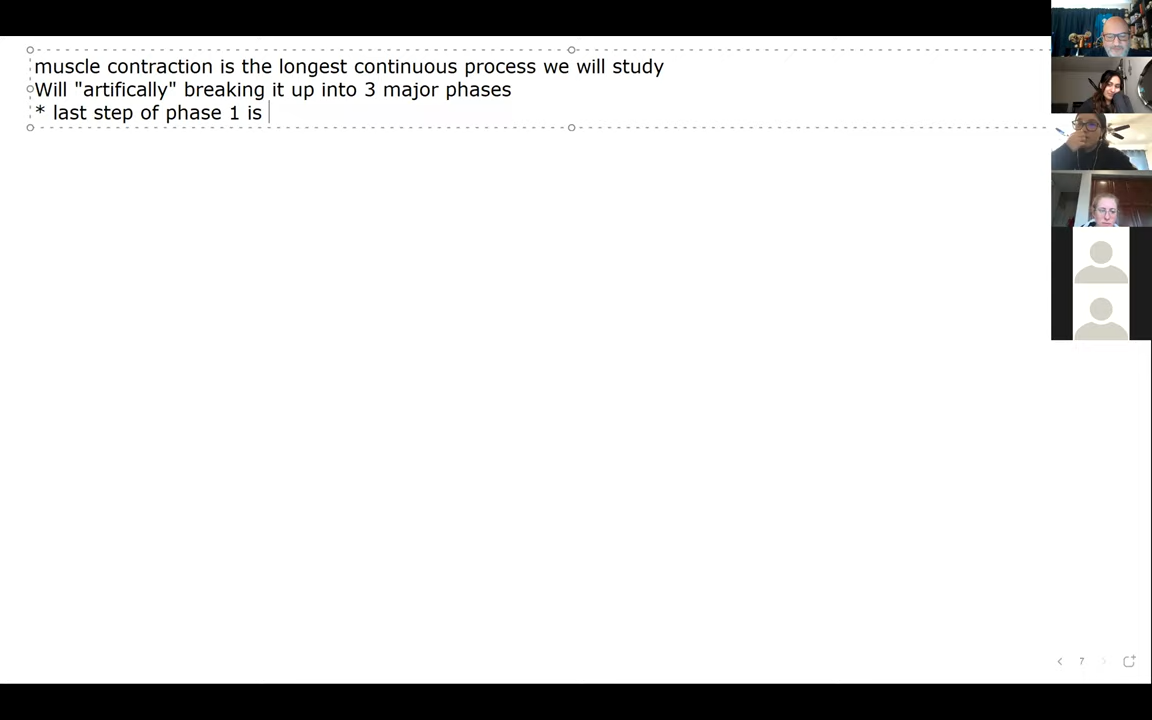 muscle contraction is the longest continuous process we will study
Will "artifically" breaking it up into 3 major phases
* last step of phase 1 is
7